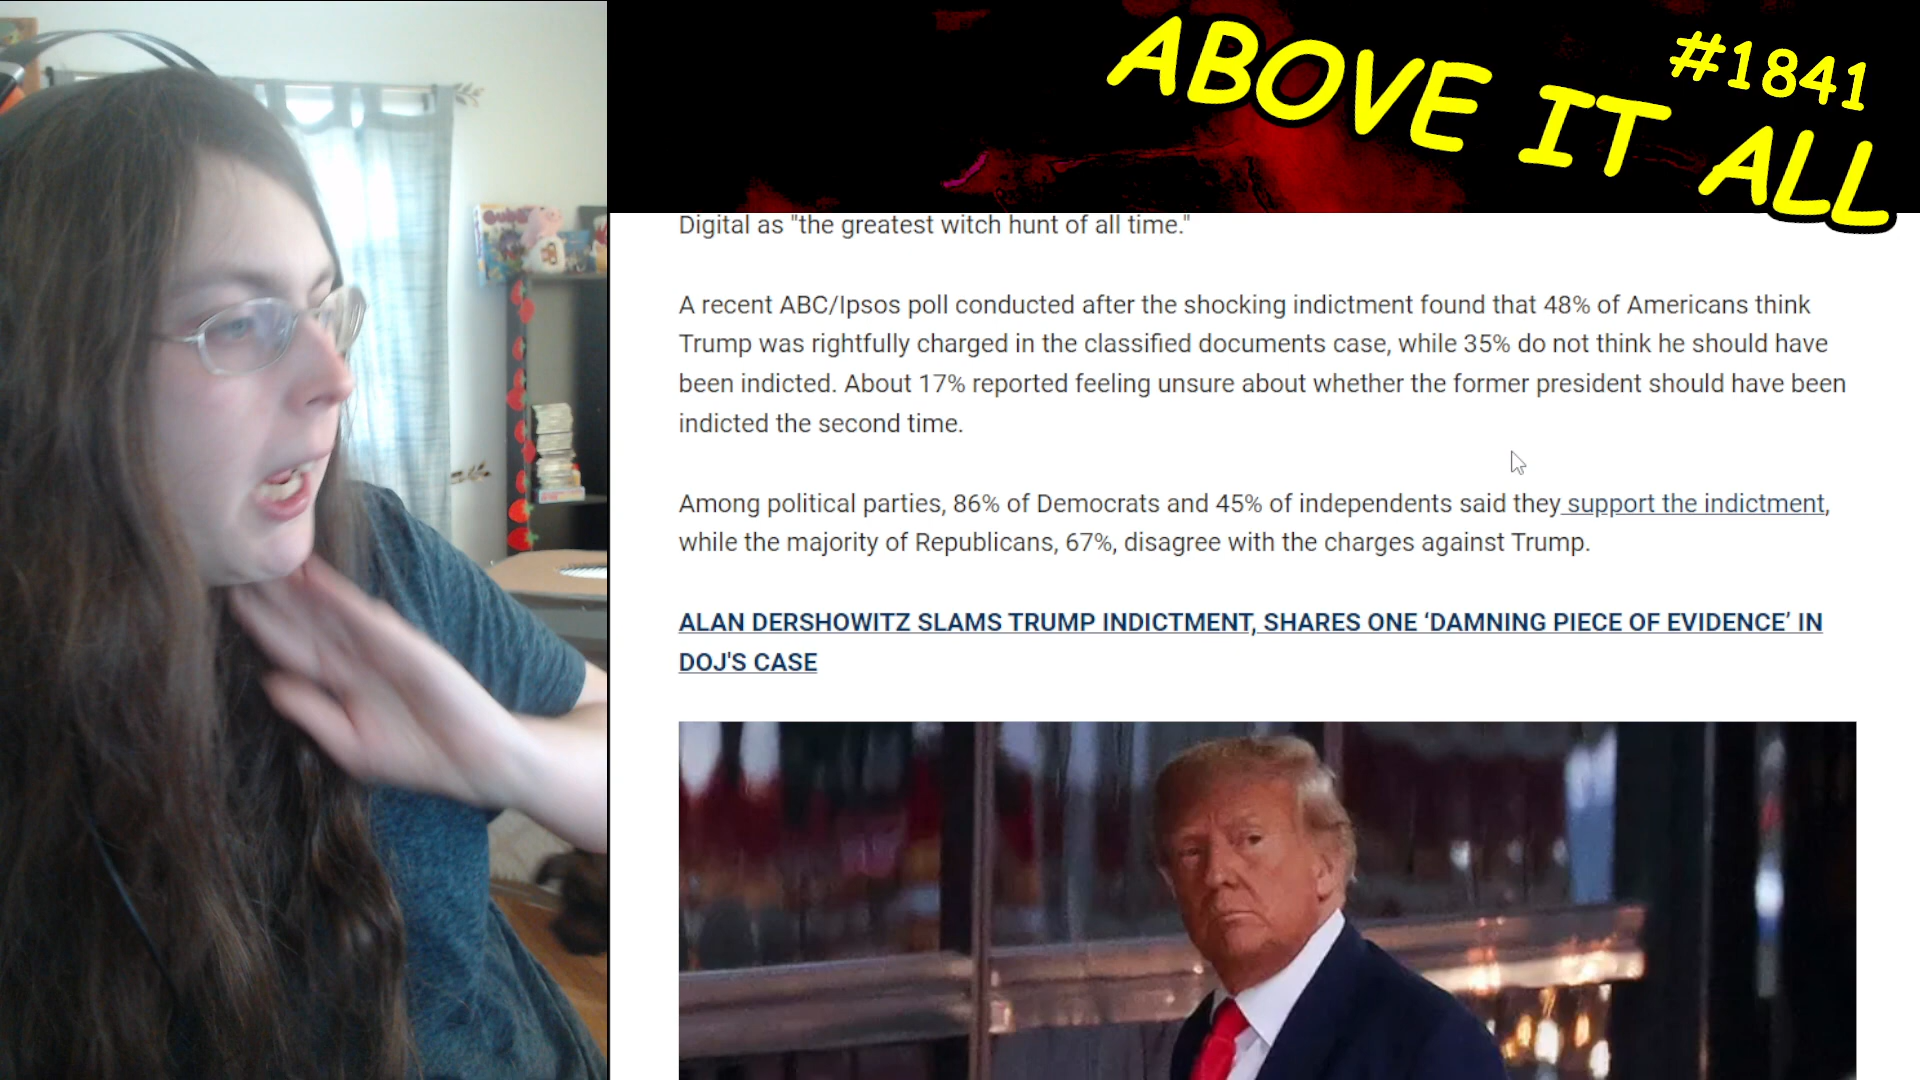 #1841
ABOVE IT ALL
Digital as "the greatest witch hunt of all time."
A recent ABC/Ipsos poll conducted after the shocking indictment found that 48% of Americans think
Trump was rightfully charged in the classified documents case, while 35% do not think he should have
been indicted. About 17% reported feeling unsure about whether the former president should have been
indicted the second time.
Among political parties, 86% of Democrats and 45% of independents said they support the indictment,
while the majority of Republicans, 67%, disagree with the charges against Trump.
ALAN DERSHOWITZ SLAMS TRUMP INDICTMENT, SHARES ONE ‘DAMNING PIECE OF EVIDENCE’ IN
DOJ'S CASE